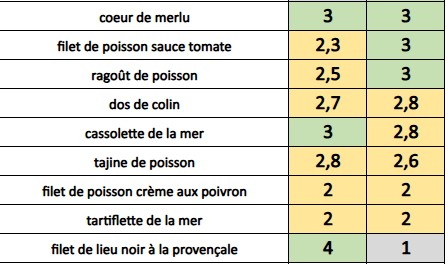 coeur de merlu 3 3
filet de poisson sauce tomate 2,3 3
ragoût de poisson 2,5 3
dos de colin 2,7 2,8
cassolette de la mer 3 2,8
tajine de poisson 2,8 2,6
filet de poisson crème aux poivron 2 2
tartiflette de la mer 2 2
filet de lieu noir à la provençale 4 1